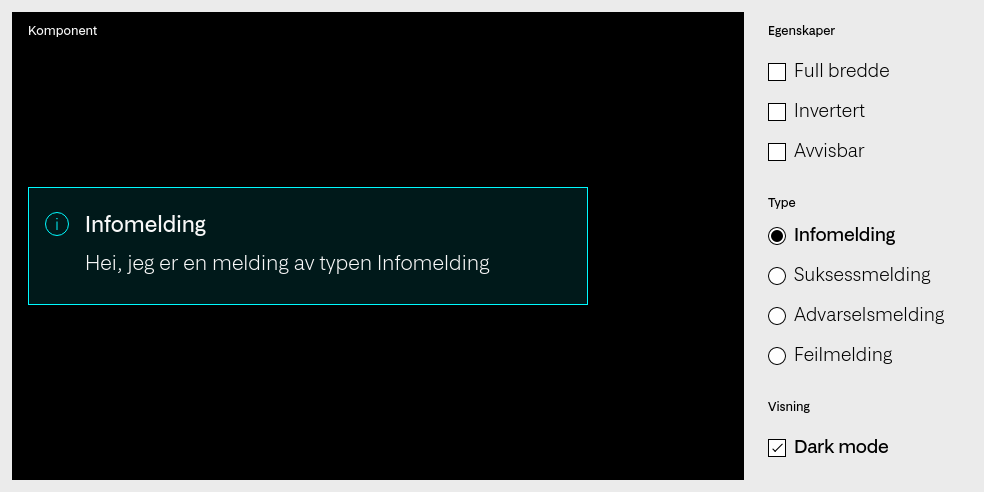 Komponent
Infomelding
Hei, jeg er en melding av typen Infomelding
Egenskaper
Full bredde
Invertert
Avvisbar
Type
Infomelding
Suksessmelding
Advarselsmelding
Feilmelding
Visning
Dark mode